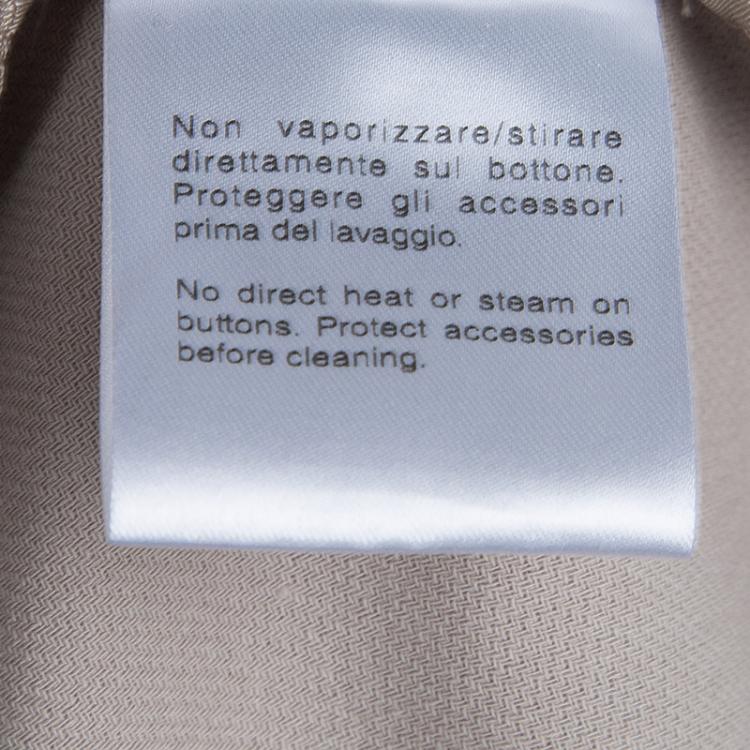 Non vaporizzare/stirare
direttamente sul bottone.
Proteggere gli accessori
prima del lavaggio.
No direct heat or steam on
buttons. Protect accessories
before cleaning.